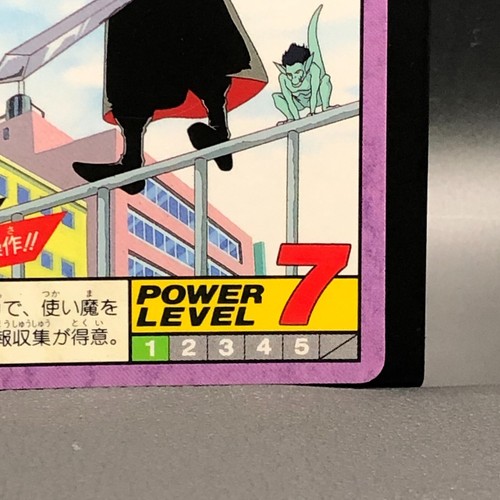 作!!
で、使い魔を
報収集が得意。
POWER
LEVEL 7
1 2 3 4 5